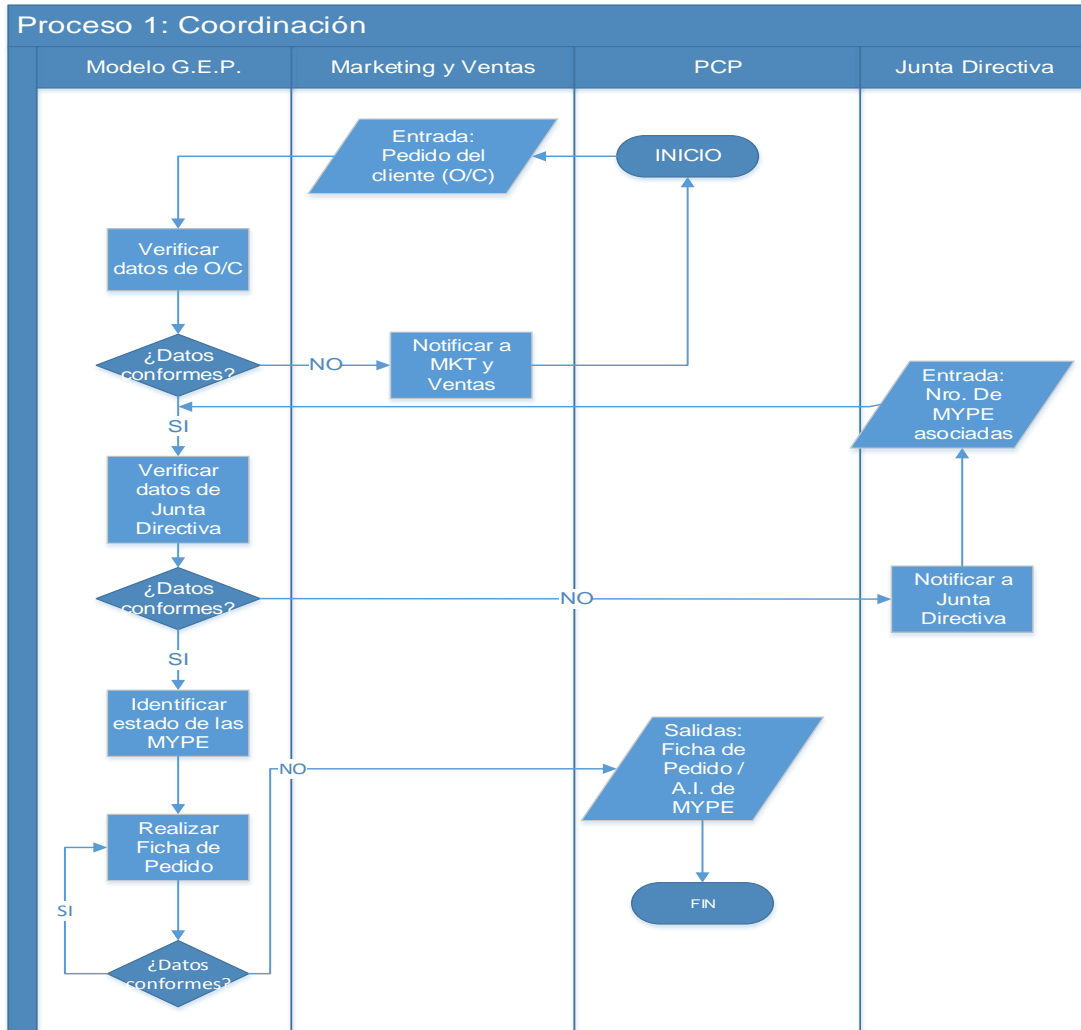 Proceso 1: Coordinación
Modelo G.E.P.
Marketing y Ventas
PCP
Junta Directiva
Entrada:
Pedido del
cliente (O/C)
INICIO
Verificar
datos de O/C
¿Datos
conformes?
NO
Notificar a
MKT y
Ventas
Entrada:
Nro. De
MYPE
asociadas
SI
Verificar
datos de
Junta
Directiva
¿Datos
conformes?
NO
Notificar a
Junta
Directiva
SI
Identificar
estado de las
MYPE
Salidas:
Ficha de
Pedido /
A.I. de
MYPE
NO
Realizar
Ficha de
Pedido
SI
FIN
¿Datos
conformes?